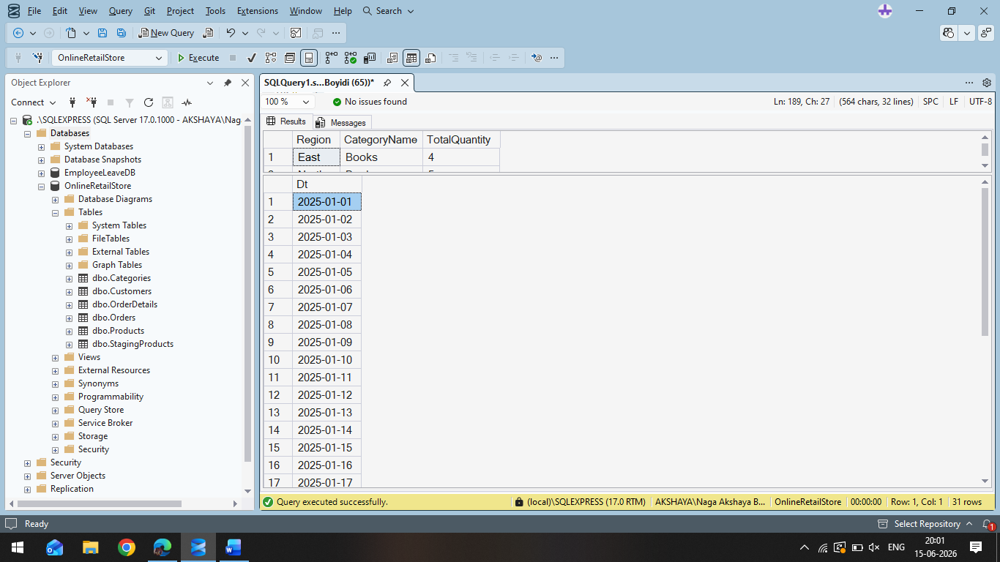 File Edit View Query Git Project Tools Extensions Window Help Search
New Query
OnlineRetailStore Execute
Object Explorer
Connect
.\SQLEXPRESS (SQL Server 17.0.1000 - AKSHAYA\Nag
Databases
System Databases
Database Snapshots
EmployeeLeaveDB
OnlineRetailStore
Database Diagrams
Tables
System Tables
FileTables
External Tables
Graph Tables
dbo.Categories
dbo.Customers
dbo.OrderDetails
dbo.Orders
dbo.Products
dbo.StagingProducts
Views
External Resources
Synonyms
Programmability
Query Store
Service Broker
Storage
Security
Security
Server Objects
Replication
SQLQuery1.s...Boyidi (65))*
100 % No issues found Ln: 189, Ch: 27 (564 chars, 32 lines) SPC LF UTF-8
Results Messages
Region CategoryName TotalQuantity
1 East Books 4
Dt
1 2025-01-01
2 2025-01-02
3 2025-01-03
4 2025-01-04
5 2025-01-05
6 2025-01-06
7 2025-01-07
8 2025-01-08
9 2025-01-09
10 2025-01-10
11 2025-01-11
12 2025-01-12
13 2025-01-13
14 2025-01-14
15 2025-01-15
16 2025-01-16
17 2025-01-17
Query executed successfully. (local)\SQLEXPRESS (17.0 RTM) AKSHAYA\Naga Akshaya B... OnlineRetailStore 00:00:00 Row: 1, Col: 1 31 rows
Ready Select Repository 1
ENG 20:01
15-06-2026